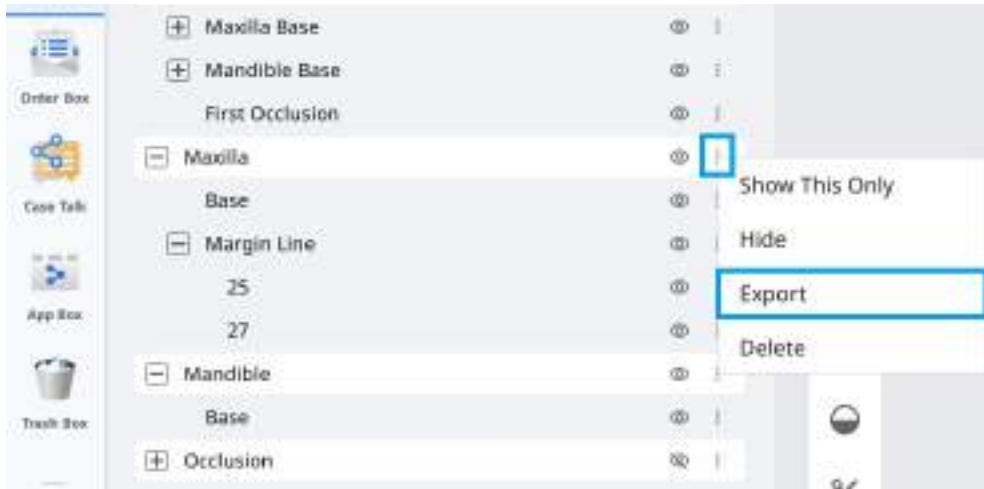 Maxilla Base
Mandible Base
Order Box
First Occlusion
Maxilla
Show This Only
Case Talk
Base
Margin Line
Hide
25
Export
App Box
27
Delete
Mandible
Trash Box
Base
Occlusion